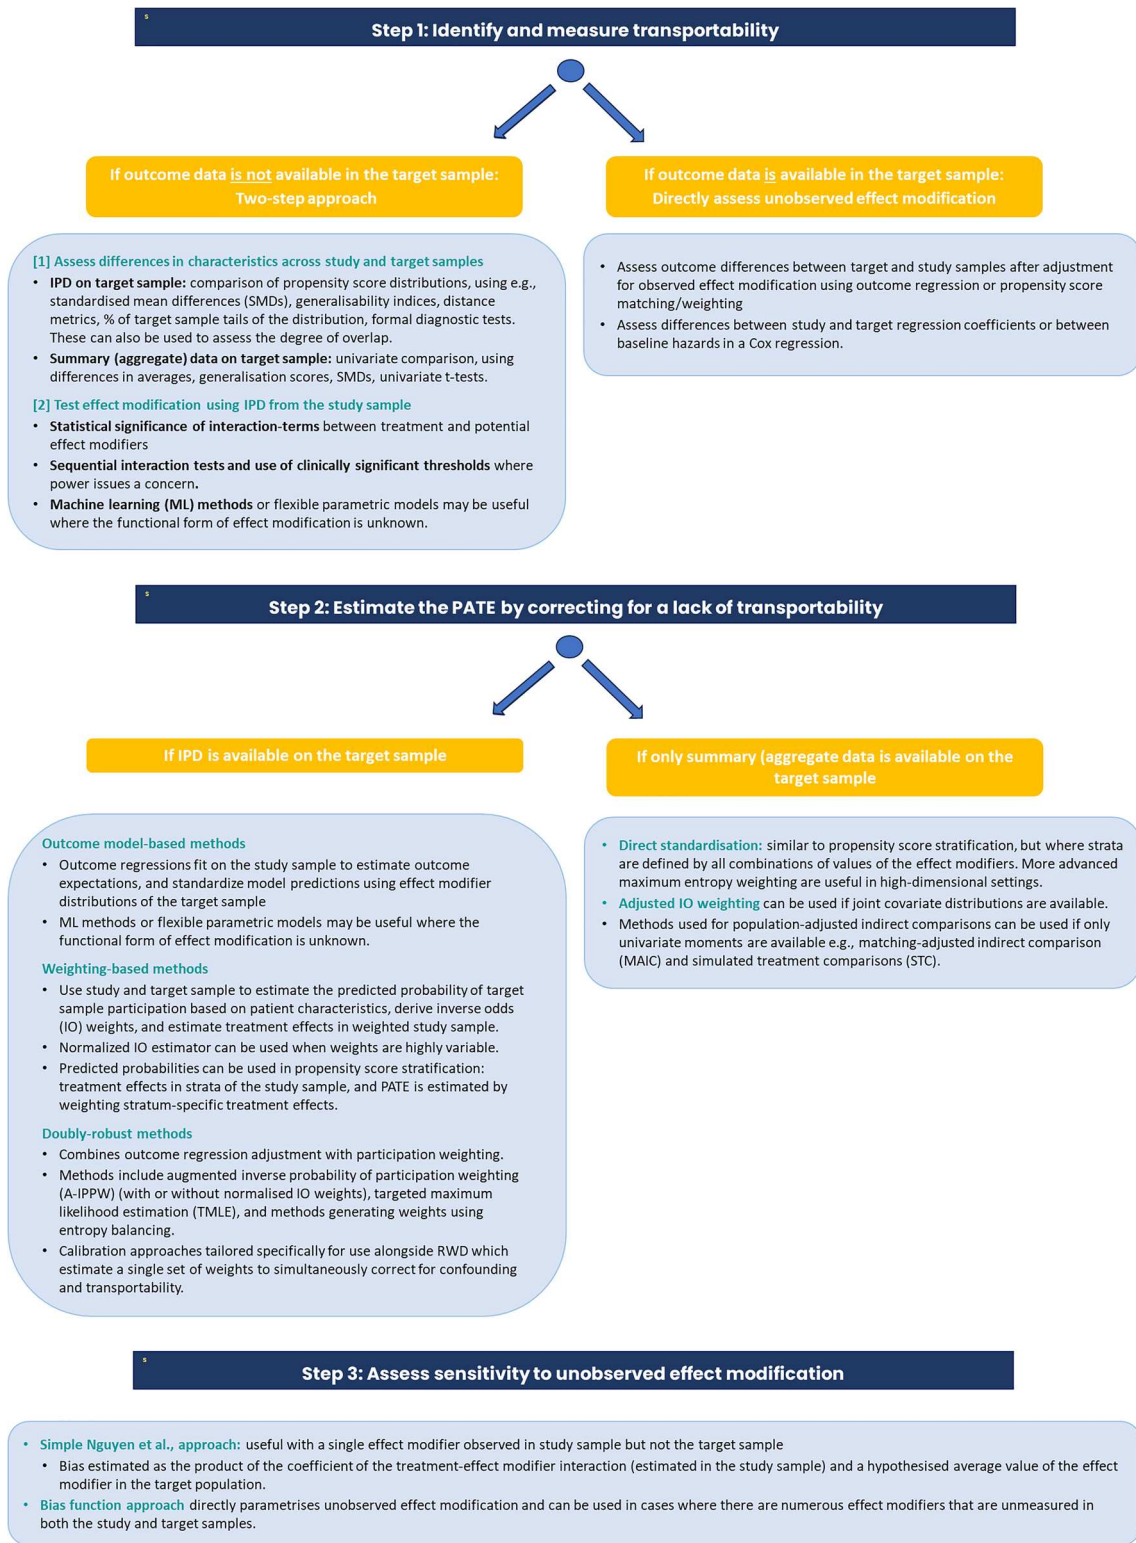 s
Step 1: Identify and measure transportability
If outcome data is not available in the target sample:
Two-step approach
If outcome data is available in the target sample:
Directly assess unobserved effect modification
[1] Assess differences in characteristics across study and target samples
• IPD on target sample: comparison of propensity score distributions, using e.g.,
standardised mean differences (SMDs), generalisability indices, distance
metrics, % of target sample tails of the distribution, formal diagnostic tests.
These can also be used to assess the degree of overlap.
• Summary (aggregate) data on target sample: univariate comparison, using
differences in averages, generalisation scores, SMDs, univariate t-tests.
[2] Test effect modification using IPD from the study sample
• Statistical significance of interaction-terms between treatment and potential
effect modifiers
• Sequential interaction tests and use of clinically significant thresholds where
power issues a concern.
• Machine learning (ML) methods or flexible parametric models may be useful
where the functional form of effect modification is unknown.
• Assess outcome differences between target and study samples after adjustment
for observed effect modification using outcome regression or propensity score
matching/weighting
• Assess differences between study and target regression coefficients or between
baseline hazards in a Cox regression.
s
Step 2: Estimate the PATE by correcting for a lack of transportability
If IPD is available on the target sample
If only summary (aggregate data is available on the
target sample
Outcome model-based methods
• Outcome regressions fit on the study sample to estimate outcome
expectations, and standardize model predictions using effect modifier
distributions of the target sample
• ML methods or flexible parametric models may be useful where the
functional form of effect modification is unknown.
Weighting-based methods
• Use study and target sample to estimate the predicted probability of target
sample participation based on patient characteristics, derive inverse odds
(IO) weights, and estimate treatment effects in weighted study sample.
• Normalized IO estimator can be used when weights are highly variable.
• Predicted probabilities can be used in propensity score stratification:
treatment effects in strata of the study sample, and PATE is estimated by
weighting stratum-specific treatment effects.
Doubly-robust methods
• Combines outcome regression adjustment with participation weighting.
• Methods include augmented inverse probability of participation weighting
(A-IPPW) (with or without normalised IO weights), targeted maximum
likelihood estimation (TMLE), and methods generating weights using
entropy balancing.
• Calibration approaches tailored specifically for use alongside RWD which
estimate a single set of weights to simultaneously correct for confounding
and transportability.
• Direct standardisation: similar to propensity score stratification, but where strata
are defined by all combinations of values of the effect modifiers. More advanced
maximum entropy weighting are useful in high-dimensional settings.
• Adjusted IO weighting can be used if joint covariate distributions are available.
• Methods used for population-adjusted indirect comparisons can be used if only
univariate moments are available e.g., matching-adjusted indirect comparison
(MAIC) and simulated treatment comparisons (STC).
s
Step 3: Assess sensitivity to unobserved effect modification
• Simple Nguyen et al., approach: useful with a single effect modifier observed in study sample but not the target sample
• Bias estimated as the product of the coefficient of the treatment-effect modifier interaction (estimated in the study sample) and a hypothesised average value of the effect
modifier in the target population.
• Bias function approach directly parametrises unobserved effect modification and can be used in cases where there are numerous effect modifiers that are unmeasured in
both the study and target samples.